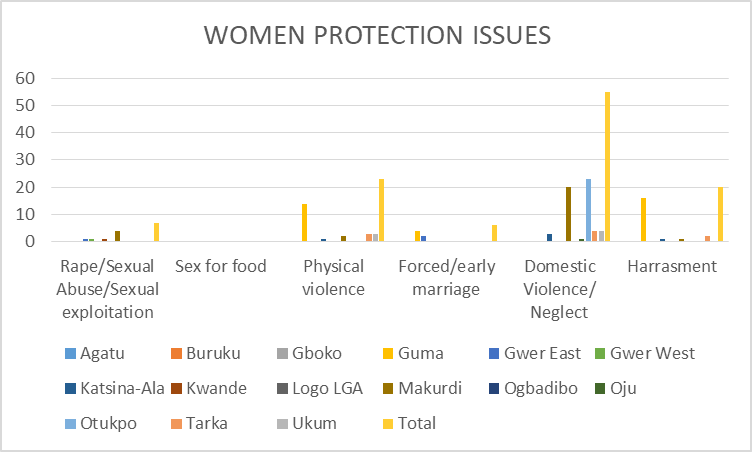 WOMEN PROTECTION ISSUES
60
50
40
30
20
10
0
Rape/Sexual
Abuse/Sexual
exploitation
Sex for food
Physical
violence
Forced/early
marriage
Domestic
Violence/
Neglect
Harrasment
Agatu Buruku Gboko Guma Gwer East Gwer West
Katsina-Ala Kwande Logo LGA Makurdi Ogbadibo Oju
Otukpo Tarka Ukum Total